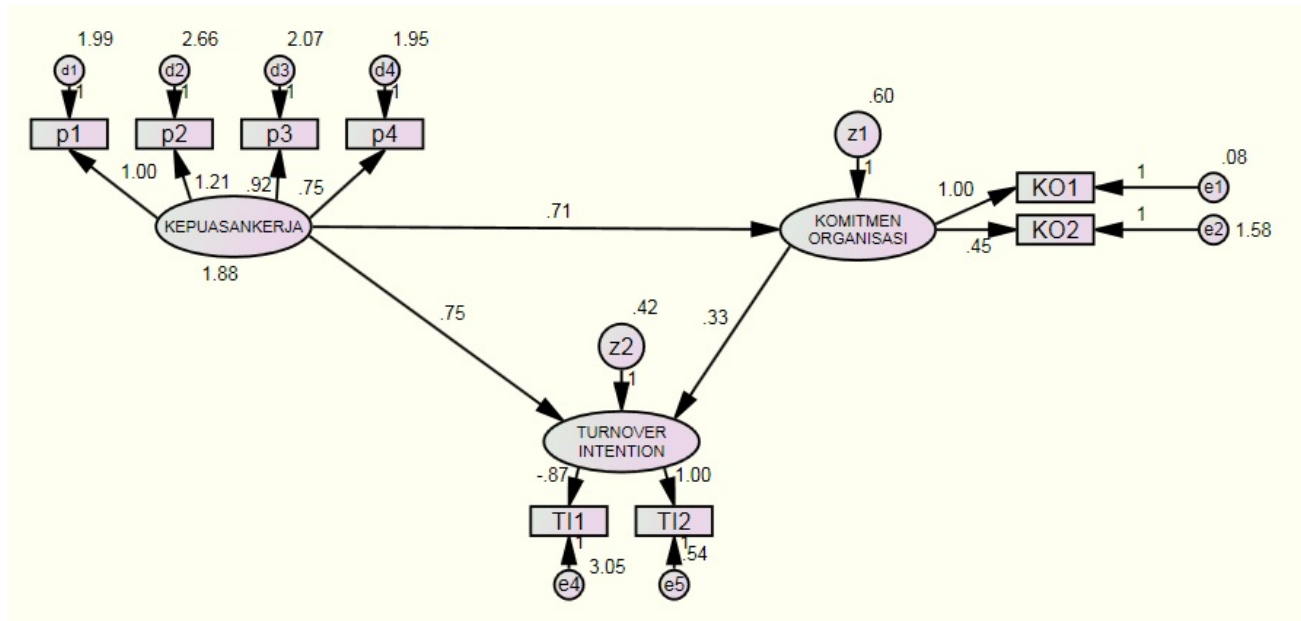 1.99 2.66 2.07 1.95
d1 d2 d3 d4
1 1 1 1
p1 p2 p3 p4
1.00 1.21 .92 .75
KEPUASANKERJA
1.88
.71
.60
z1
1
KOMITMEN
ORGANISASI
1.00
.45
KO1
KO2
1
1
.08
e1
e2 1.58
.75
.33
.42
z2
1
TURNOVER
INTENTION
-.87 1.00
TI1 TI2
1 1
3.05 .54
e4 e5